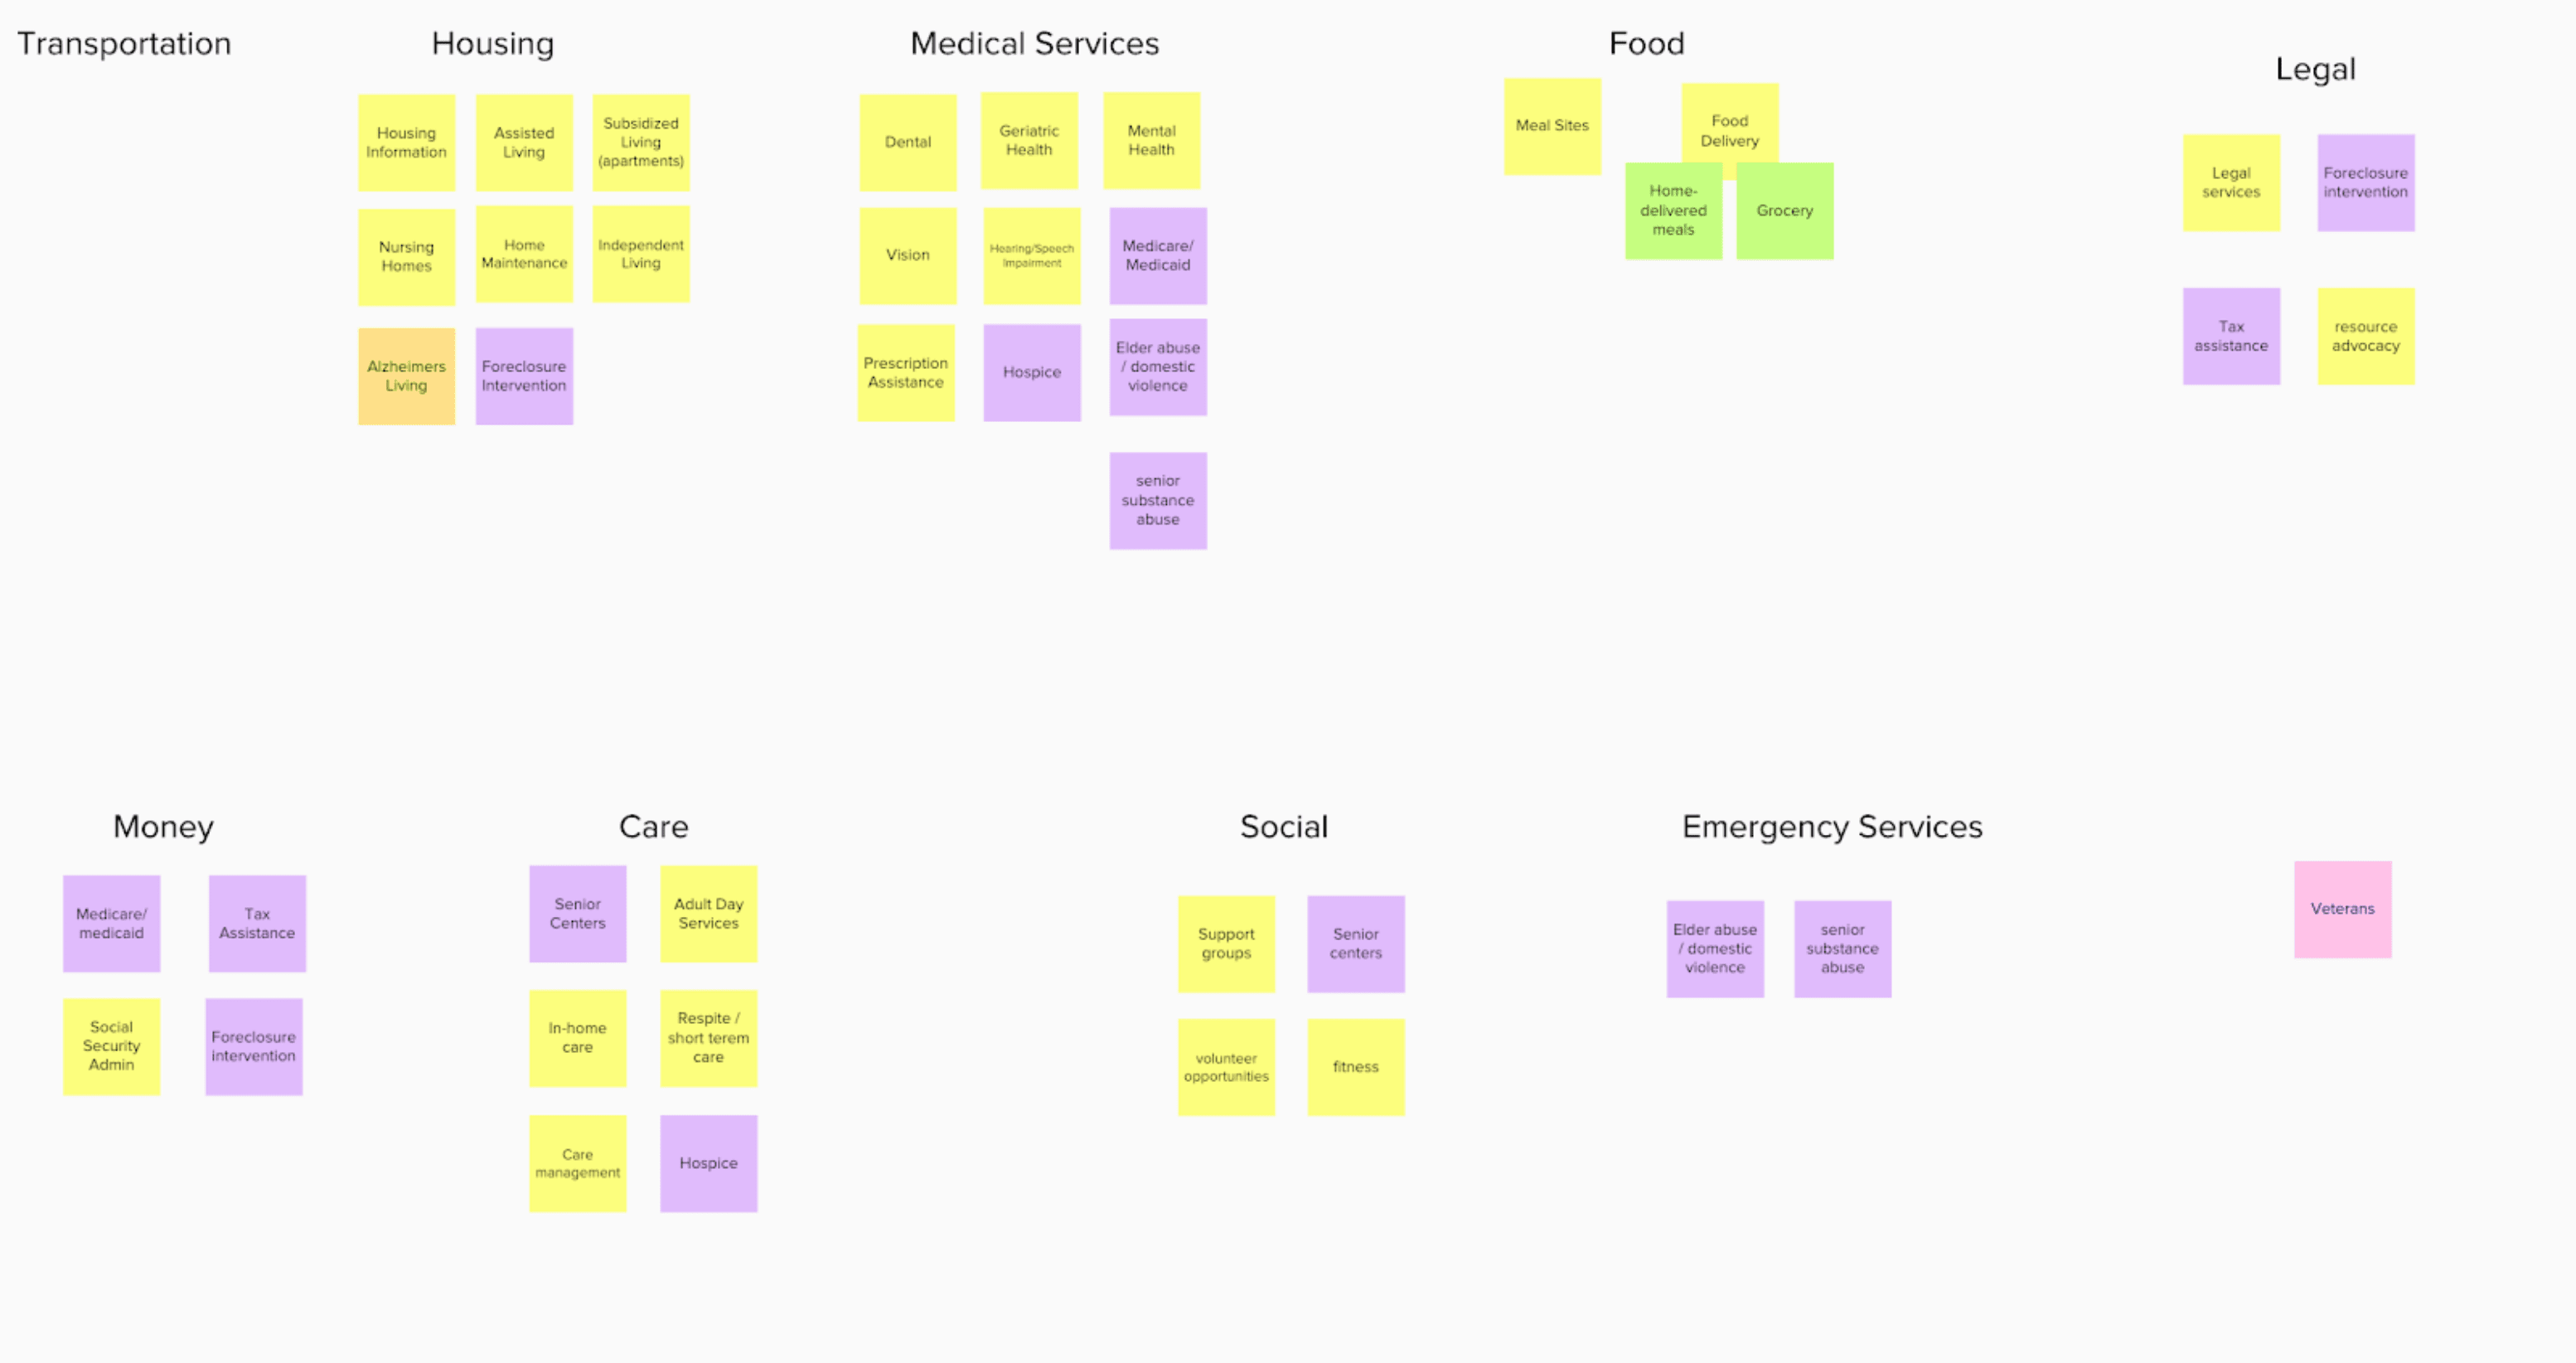 Transportation
Housing
Medical Services
Food
Legal
Housing
Information
Assisted
Living
Subsidized
Living
(apartments)
Nursing
Homes
Home
Maintenance
Independent
Living
Alzheimers
Living
Foreclosure
Intervention
Dental
Geriatric
Health
Mental
Health
Vision
Hearing/Speech
Impairment
Medicare/
Medicaid
Prescription
Assistance
Hospice
Elder abuse
/ domestic
violence
senior
substance
abuse
Meal Sites
Food
Delivery
Home-
delivered
meals
Grocery
Legal
services
Foreclosure
intervention
Tax
assistance
resource
advocacy
Money
Care
Social
Emergency Services
Medicare/
medicaid
Tax
Assistance
Social
Security
Admin
Foreclosure
intervention
Senior
Centers
Adult Day
Services
In-home
care
Respite /
short terem
care
Care
management
Hospice
Support
groups
Senior
centers
volunteer
opportunities
fitness
Elder abuse
/ domestic
violence
senior
substance
abuse
Veterans